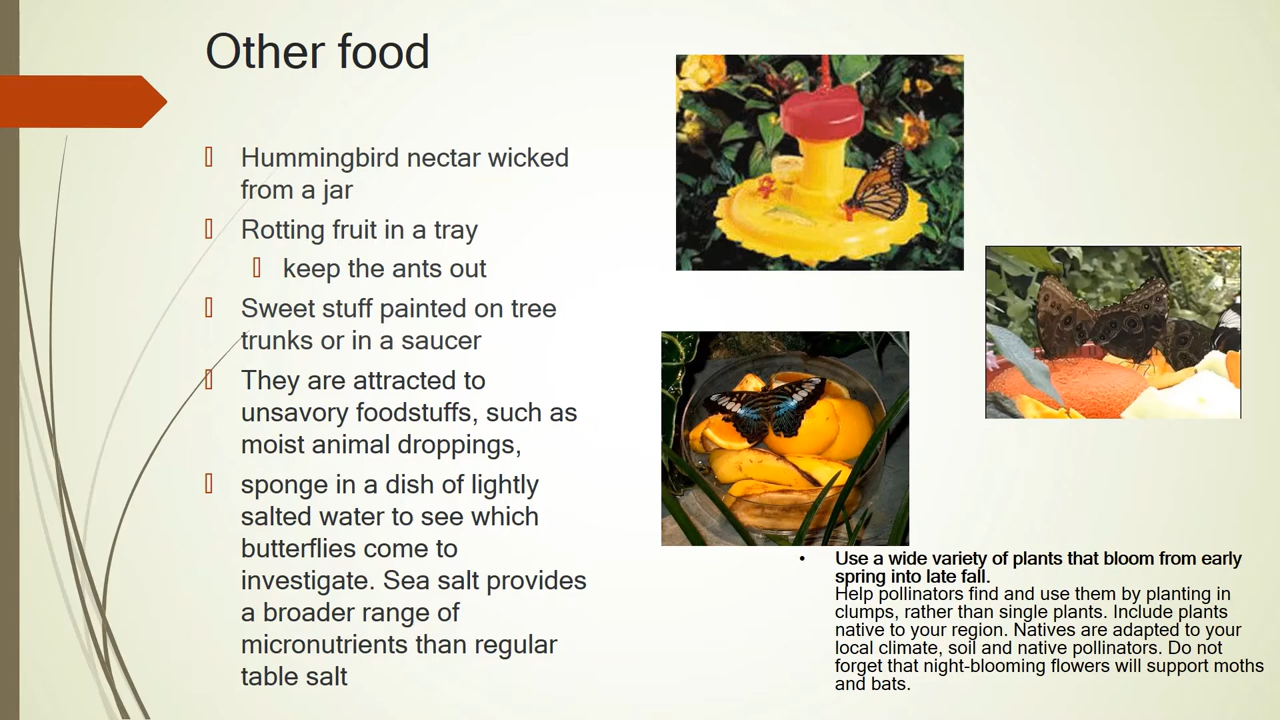 Other food
Hummingbird nectar wicked
from a jar
Rotting fruit in a tray
keep the ants out
Sweet stuff painted on tree
trunks or in a saucer
They are attracted to
unsavory foodstuffs, such as
moist animal droppings,
sponge in a dish of lightly
salted water to see which
butterflies come to
investigate. Sea salt provides
a broader range of
micronutrients than regular
table salt
• Use a wide variety of plants that bloom from early
spring into late fall.
Help pollinators find and use them by planting in
clumps, rather than single plants. Include plants
native to your region. Natives are adapted to your
local climate, soil and native pollinators. Do not
forget that night-blooming flowers will support moths
and bats.